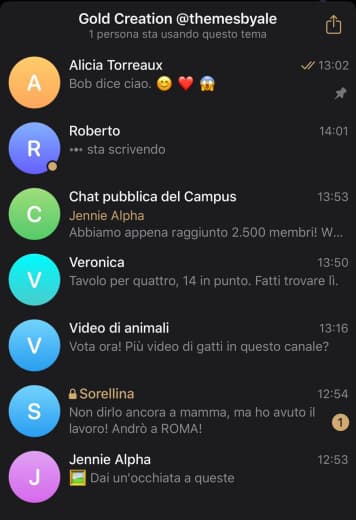 Gold Creation @themesbyale
1 persona sta usando questo tema
A
Alicia Torreaux
13:02
Bob dice ciao. 😊 ❤️ 😱
R
Roberto
14:01
sta scrivendo
C
Chat pubblica del Campus
13:53
Jennie Alpha
Abbiamo appena raggiunto 2.500 membri! W...
V
Veronica
13:50
Tavolo per quattro, 14 in punto. Fatti trovare lì.
V
Video di animali
13:16
Vota ora! Più video di gatti in questo canale?
S
Sorellina
12:54
Non dirlo ancora a mamma, ma ho avuto il
lavoro! Andrò a ROMA!
1
J
Jennie Alpha
12:53
🖼️ Dai un'occhiata a queste